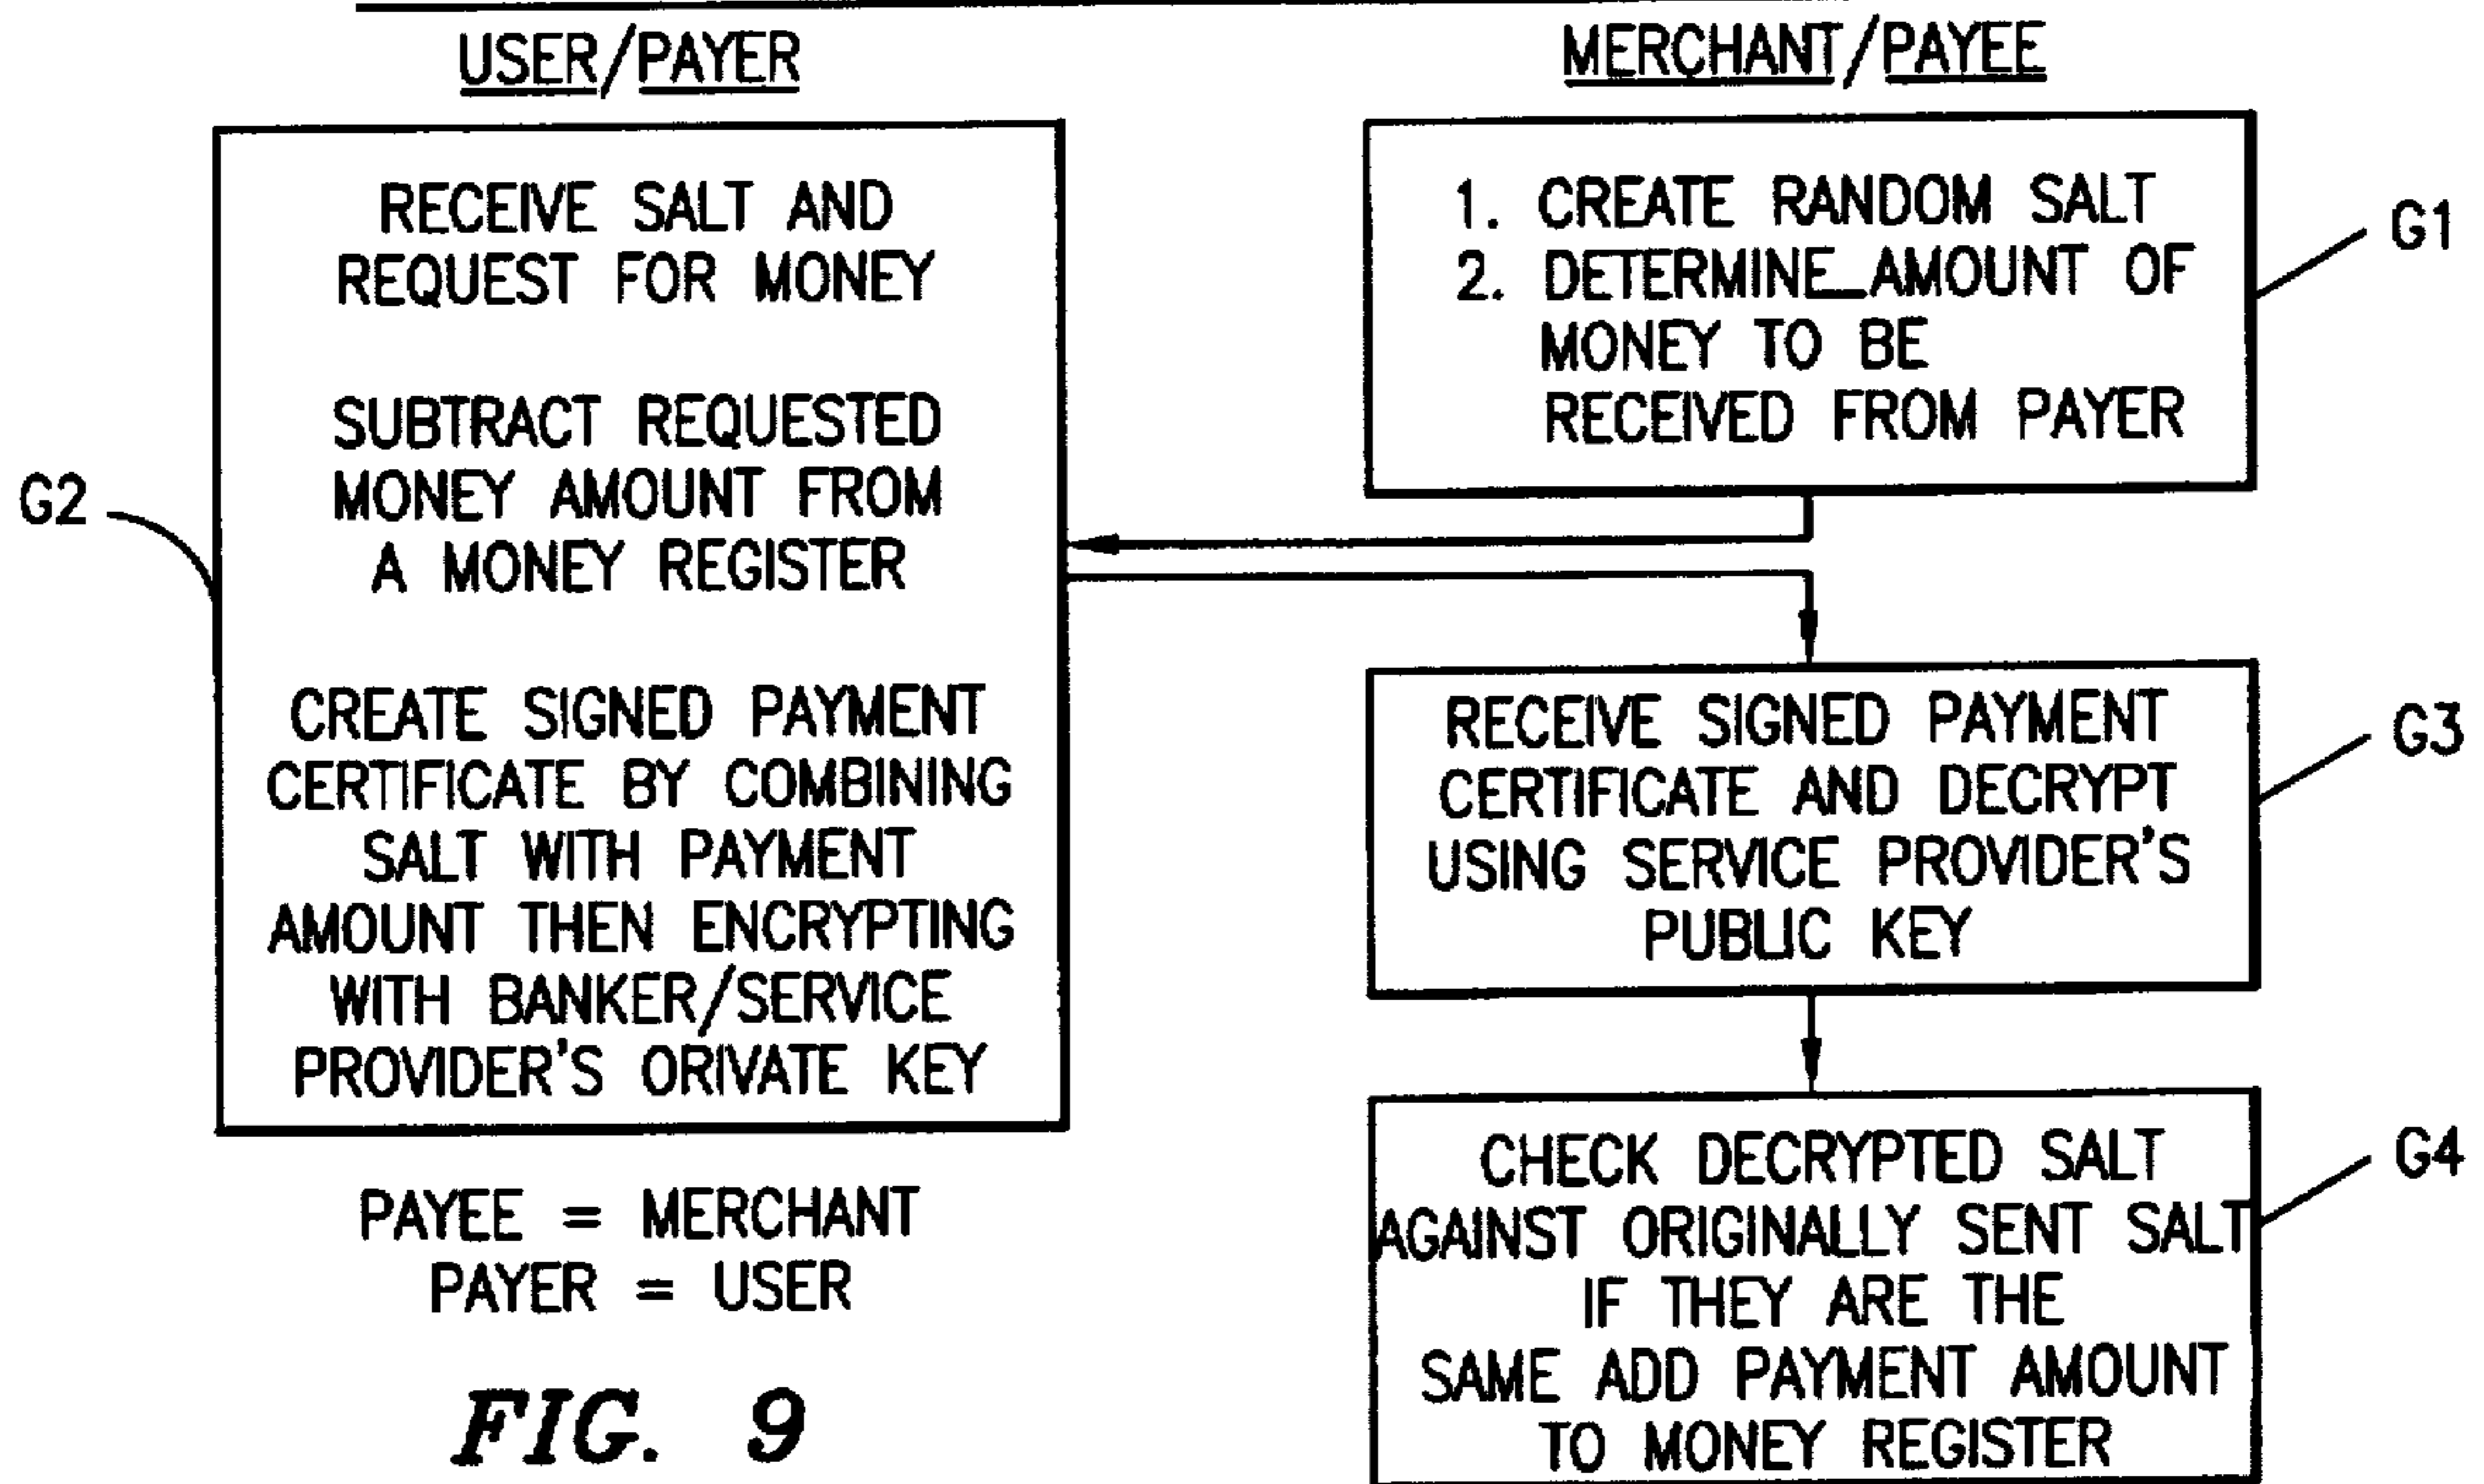 USER/PAYER
RECEIVE SALT AND
REQUEST FOR MONEY
SUBTRACT REQUESTED
MONEY AMOUNT FROM
A MONEY REGISTER
CREATE SIGNED PAYMENT
CERTIFICATE BY COMBINING
SALT WITH PAYMENT
AMOUNT THEN ENCRYPTING
WITH BANKER/SERVICE
PROVIDER'S ORIVATE KEY
G2
PAYEE = MERCHANT
PAYER = USER
MERCHANT/PAYEE
1. CREATE RANDOM SALT
2. DETERMINE AMOUNT OF
MONEY TO BE
RECEIVED FROM PAYER
G1
RECEIVE SIGNED PAYMENT
CERTIFICATE AND DECRYPT
USING SERVICE PROVIDER'S
PUBLIC KEY
G3
CHECK DECRYPTED SALT
AGAINST ORIGINALLY SENT SALT
IF THEY ARE THE
SAME ADD PAYMENT AMOUNT
TO MONEY REGISTER
G4
FIG. 9